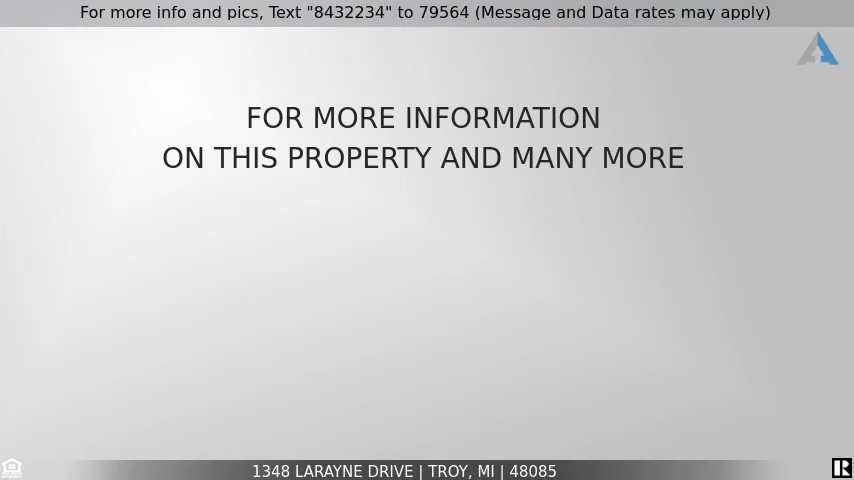 For more info and pics, Text "8432234" to 79564 (Message and Data rates may apply)
FOR MORE INFORMATION
ON THIS PROPERTY AND MANY MORE
1348 LARAYNE DRIVE | TROY, MI | 48085